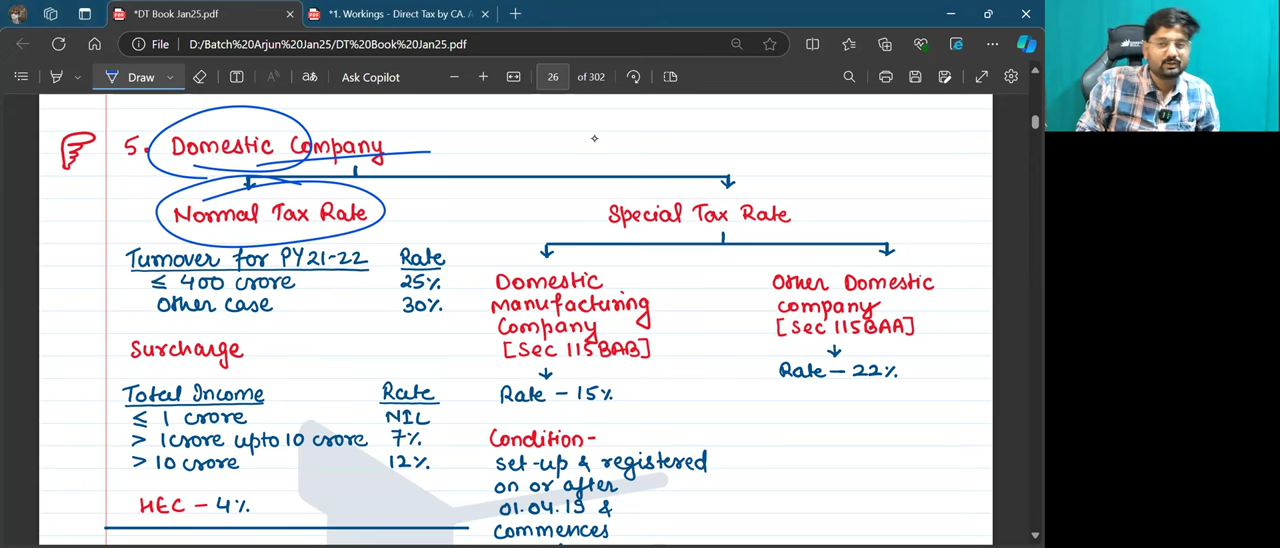 *DT Book Jan25.pdf
*1. Workings - Direct Tax by CA. A
File
D:/Batch%20Arjun%20Jan25/DT%20Book%20Jan25.pdf
Draw
Ask Copilot
26 of 302
5. Domestic Company
Normal Tax Rate
Turnover for PY21-22 Rate
≤ 400 crore 25%
Other case 30%
Surcharge
Total Income Rate
≤ 1 crore NIL
> 1 crore upto 10 crore 7%
> 10 crore 12%
HEC - 4%
Special Tax Rate
Domestic
manufacturing
Company
[Sec 115BAB]
Rate - 15%
Condition-
set-up & registered
on or after
01.04.19 &
commences
Other Domestic
company
[Sec 115BAA]
Rate - 22%